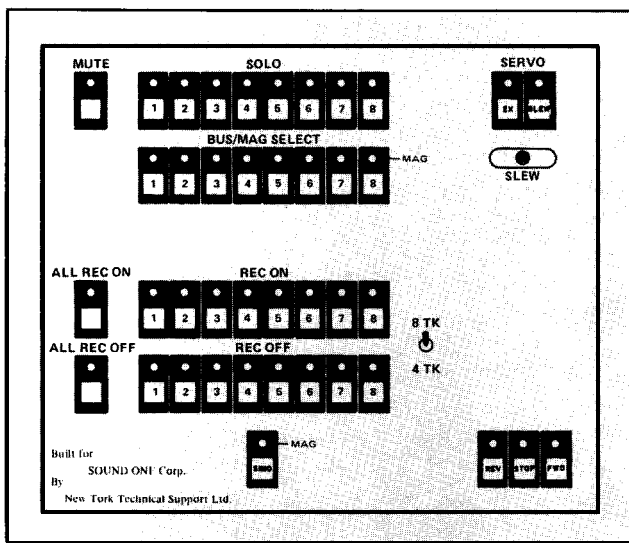 MUTE SOLO SERVO
1 2 3 4 5 6 7 8 EX SLEW
BUS/MAG SELECT
MAG
1 2 3 4 5 6 7 8
SLEW
ALL REC ON REC ON
1 2 3 4 5 6 7 8
8 TK
ALL REC OFF REC OFF
4 TK
1 2 3 4 5 6 7 8
MAG
Built for
SOUND ONE Corp.
REV STOP FWD
By
New York Technical Support Ltd.